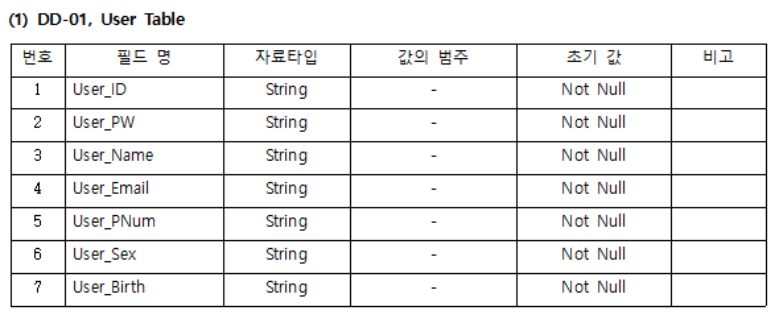 (1) DD-01, User Table
번호 필드 명 자료타입 값의 범주 초기 값 비고
1 User_ID String - Not Null
2 User_PW String - Not Null
3 User_Name String - Not Null
4 User_Email String - Not Null
5 User_PNum String - Not Null
6 User_Sex String - Not Null
7 User_Birth String - Not Null